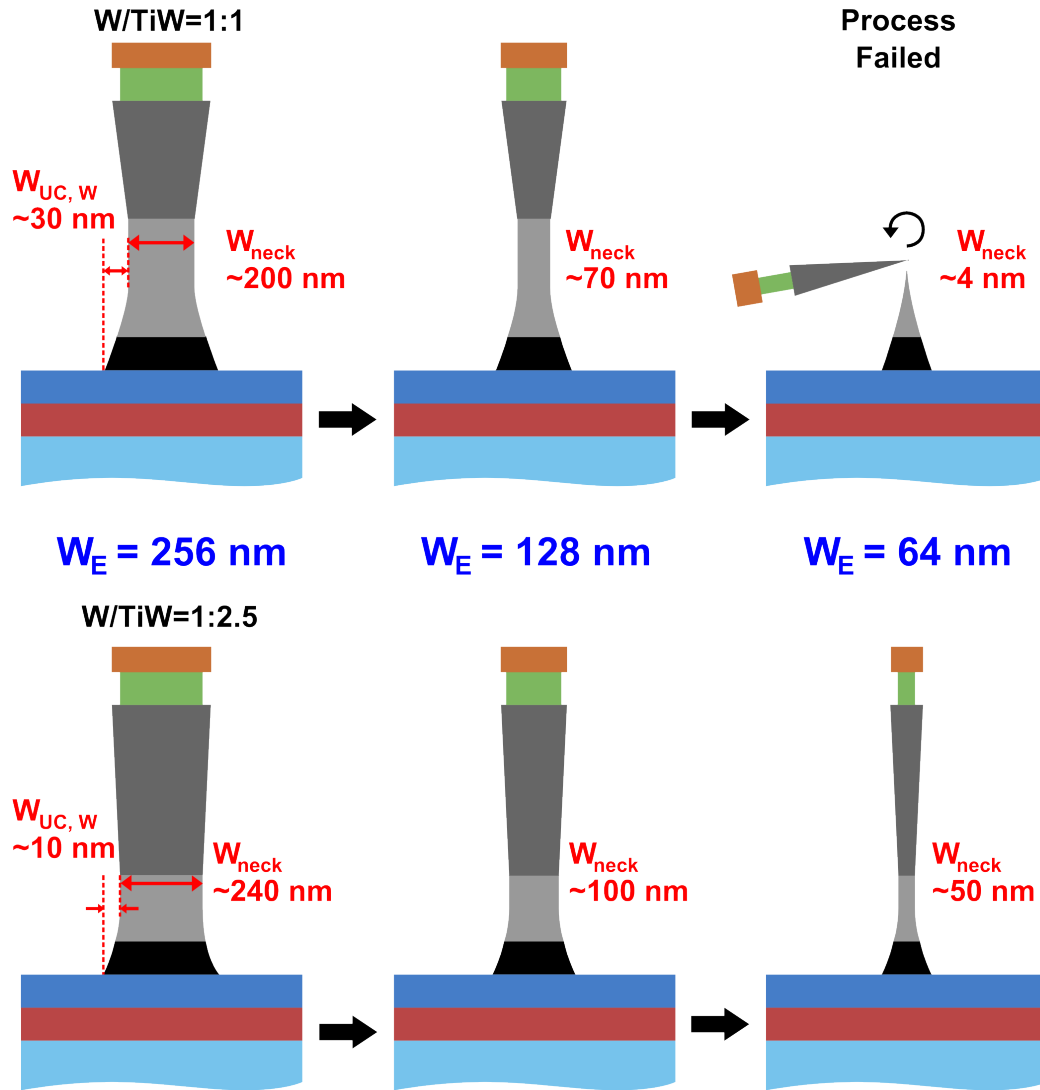 W/TiW=1:1
Process
Failed
W_UC, W
~30 nm
W_neck
~200 nm
W_neck
~70 nm
W_neck
~4 nm
W_E = 256 nm
W_E = 128 nm
W_E = 64 nm
W/TiW=1:2.5
W_UC, W
~10 nm
W_neck
~240 nm
W_neck
~100 nm
W_neck
~50 nm